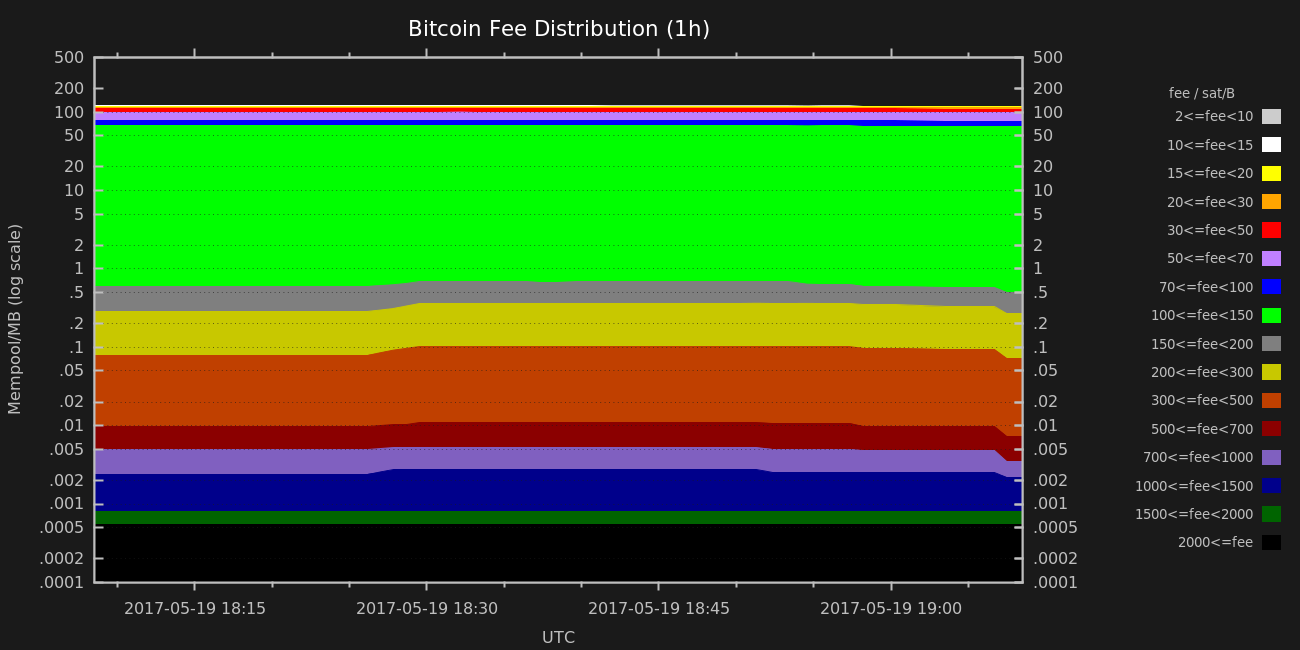 Bitcoin Fee Distribution (1h)
500
200
100
50
20
10
5
2
1
.5
.2
.1
.05
.02
.01
.005
.002
.001
.0005
.0002
.0001
Mempool/MB (log scale)
500
200
100
50
20
10
5
2
1
.5
.2
.1
.05
.02
.01
.005
.002
.001
.0005
.0002
.0001
2017-05-19 18:15
2017-05-19 18:30
2017-05-19 18:45
2017-05-19 19:00
UTC
fee / sat/B
2<=fee<10
10<=fee<15
15<=fee<20
20<=fee<30
30<=fee<50
50<=fee<70
70<=fee<100
100<=fee<150
150<=fee<200
200<=fee<300
300<=fee<500
500<=fee<700
700<=fee<1000
1000<=fee<1500
1500<=fee<2000
2000<=fee